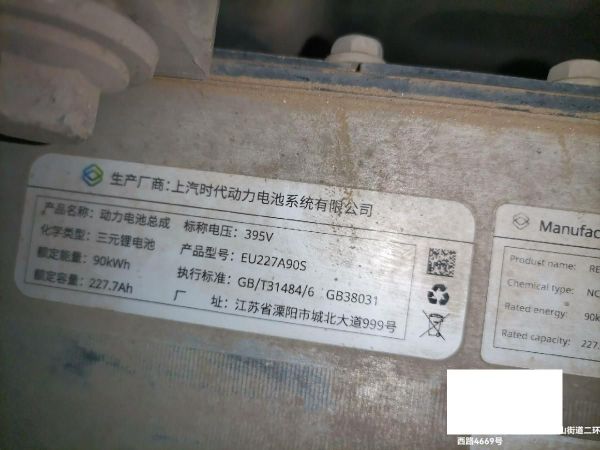 生产厂商：上汽时代动力电池系统有限公司
产品名称：动力电池总成
标称电压：395V
化学类型：三元锂电池
产品型号：EU227A90S
额定能量：90kWh
执行标准：GB/T31484/6 GB38031
额定容量：227.7Ah
厂 址：江苏省溧阳市城北大道999号
Manufac
Product name: RE
Chemical type: NC
Rated energy: 90k
Rated capacity: 227.
山街道二环
西路4669号